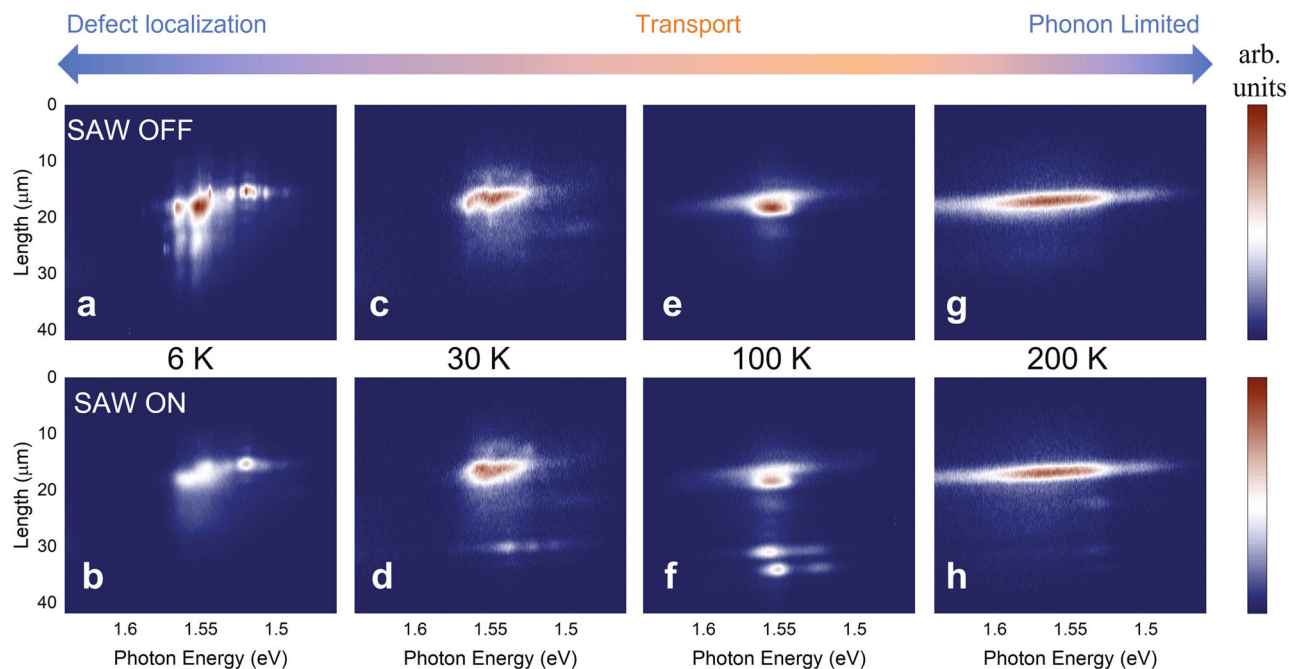 Defect localization Transport Phonon Limited
arb.
units
SAW OFF
0
10
20
30
40
Length (μm)
a c e g
6 K 30 K 100 K 200 K
SAW ON
0
10
20
30
40
Length (μm)
b d f h
1.6 1.55 1.5 1.6 1.55 1.5 1.6 1.55 1.5 1.6 1.55 1.5
Photon Energy (eV) Photon Energy (eV) Photon Energy (eV) Photon Energy (eV)